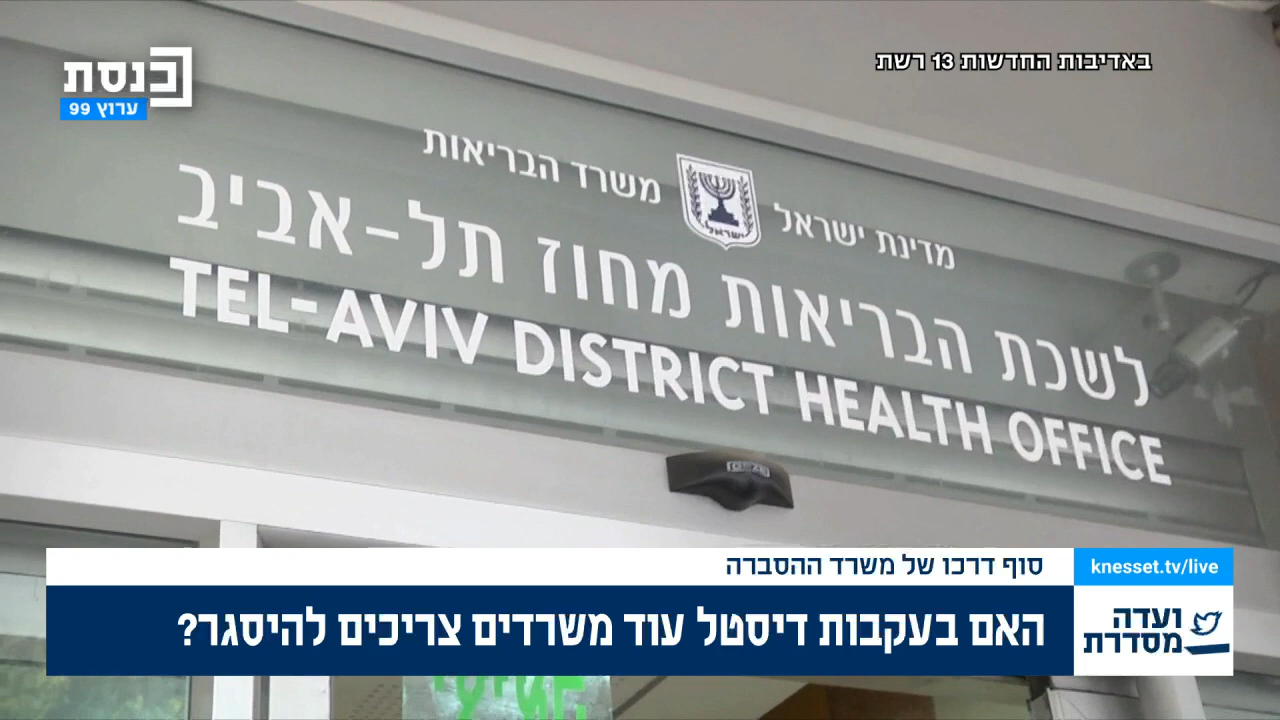 כנסת
ערוץ 99
באדיבות החדשות 13 רשת
מדינת ישראל
משרד הבריאות
ישראל
לשכת הבריאות מחוז תל-אביב
TEL-AVIV DISTRICT HEALTH OFFICE
סוף דרכו של משרד ההסברה
knesset.tv/live
האם בעקבות דיסטל עוד משרדים צריכים להיסגר?
ועדה
מסדרת